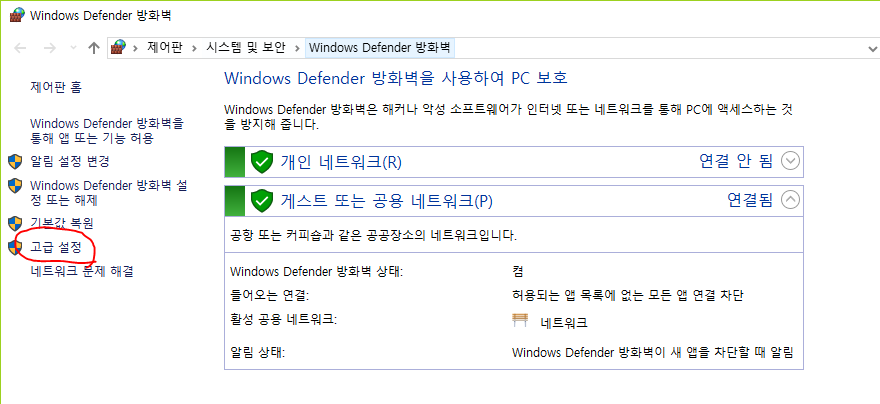 Windows Defender 방화벽
제어판 > 시스템 및 보안 > Windows Defender 방화벽
제어판 홈
Windows Defender 방화벽을
통해 앱 또는 기능 허용
알림 설정 변경
Windows Defender 방화벽 설
정 또는 해제
기본값 복원
고급 설정
네트워크 문제 해결
Windows Defender 방화벽을 사용하여 PC 보호
Windows Defender 방화벽은 해커나 악성 소프트웨어가 인터넷 또는 네트워크를 통해 PC에 액세스하는 것
을 방지해 줍니다.
개인 네트워크(R) 연결 안 됨
게스트 또는 공용 네트워크(P) 연결됨
공항 또는 커피숍과 같은 공공장소의 네트워크입니다.
Windows Defender 방화벽 상태: 켬
들어오는 연결: 허용되는 앱 목록에 없는 모든 앱 연결 차단
활성 공용 네트워크: 네트워크
알림 상태: Windows Defender 방화벽이 새 앱을 차단할 때 알림